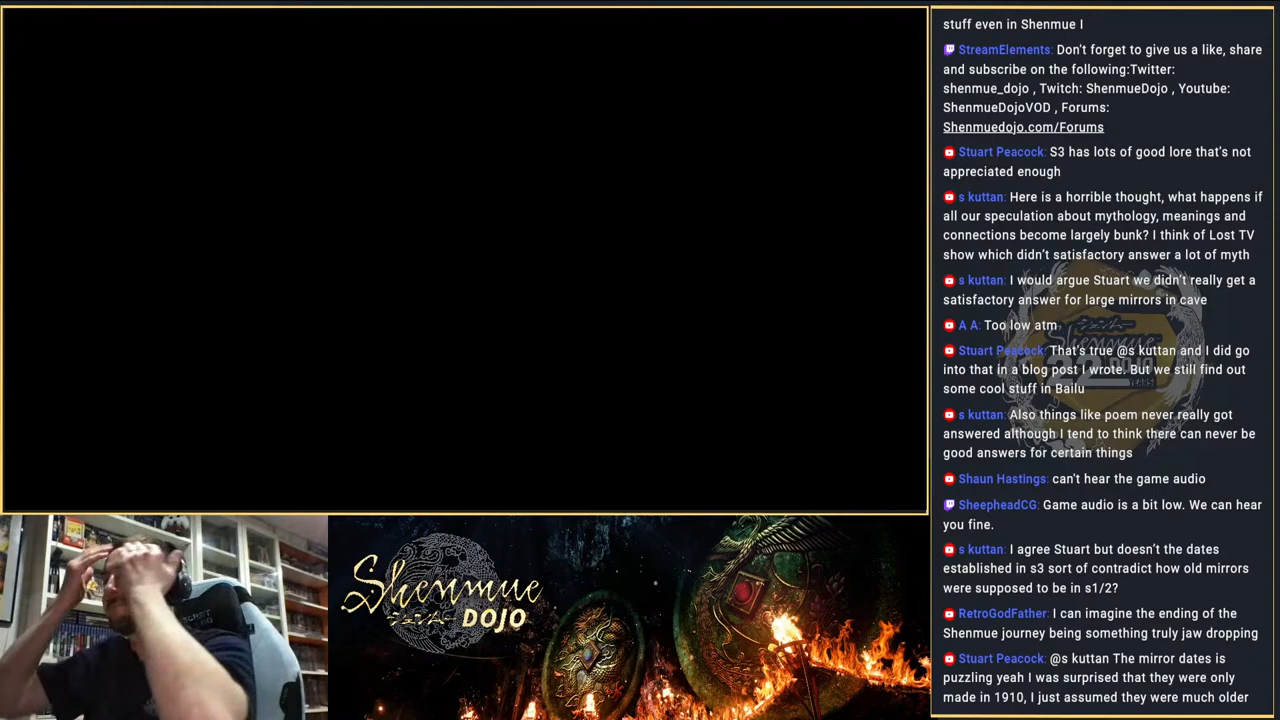 stuff even in Shenmue I
StreamElements: Don't forget to give us a like, share
and subscribe on the following:Twitter:
shenmue_dojo , Twitch: ShenmueDojo , Youtube:
ShenmueDojoVOD , Forums:
Shenmuedojo.com/Forums
Stuart Peacock: S3 has lots of good lore that's not
appreciated enough
s kuttan: Here is a horrible thought, what happens if
all our speculation about mythology, meanings and
connections become largely bunk? I think of Lost TV
show which didn't satisfactory answer a lot of myth
s kuttan: I would argue Stuart we didn't really get a
satisfactory answer for large mirrors in cave
A A: Too low atm
Stuart Peacock: That's true @s kuttan and I did go
into that in a blog post I wrote. But we still find out
some cool stuff in Bailu
s kuttan: Also things like poem never really got
answered although I tend to think there can never be
good answers for certain things
Shaun Hastings: can't hear the game audio
SheepheadCG: Game audio is a bit low. We can hear
you fine.
s kuttan: I agree Stuart but doesn't the dates
established in s3 sort of contradict how old mirrors
were supposed to be in s1/2?
RetroGodFather: I can imagine the ending of the
Shenmue journey being something truly jaw dropping
Stuart Peacock: @s kuttan The mirror dates is
puzzling yeah I was surprised that they were only
made in 1910, I just assumed they were much older
Shenmue
DOJO
Shenmue
22 DOJO
YEARS